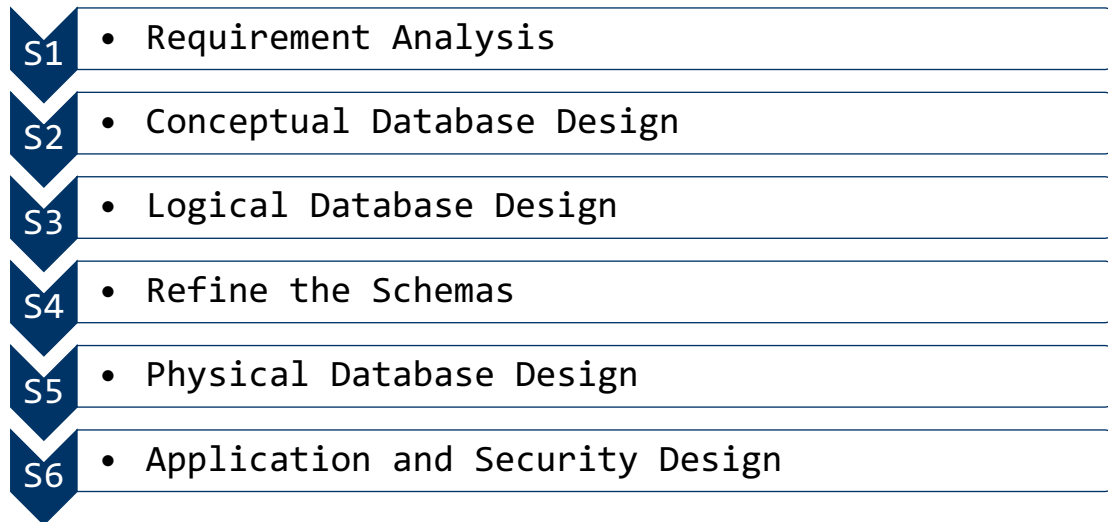 S1 • Requirement Analysis
S2 • Conceptual Database Design
S3 • Logical Database Design
S4 • Refine the Schemas
S5 • Physical Database Design
S6 • Application and Security Design